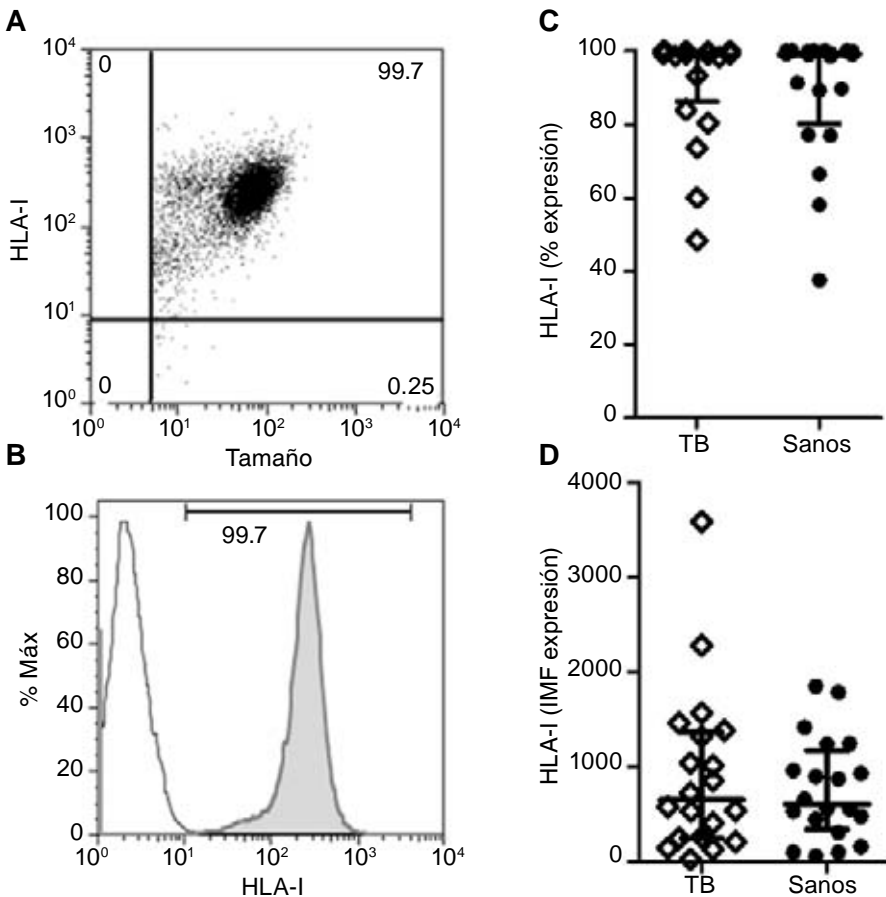 A
HLA-I
10⁴
10³
10²
10¹
10⁰
0
99.7
0
0.25
10⁰
10¹
10²
10³
10⁴
Tamaño
B
% Máx
100
80
60
40
20
0
99.7
10⁰
10¹
10²
10³
10⁴
HLA-I
C
HLA-I (% expresión)
100
80
60
40
20
0
TB
Sanos
D
HLA-I (IMF expresión)
4000
3000
2000
1000
0
TB
Sanos